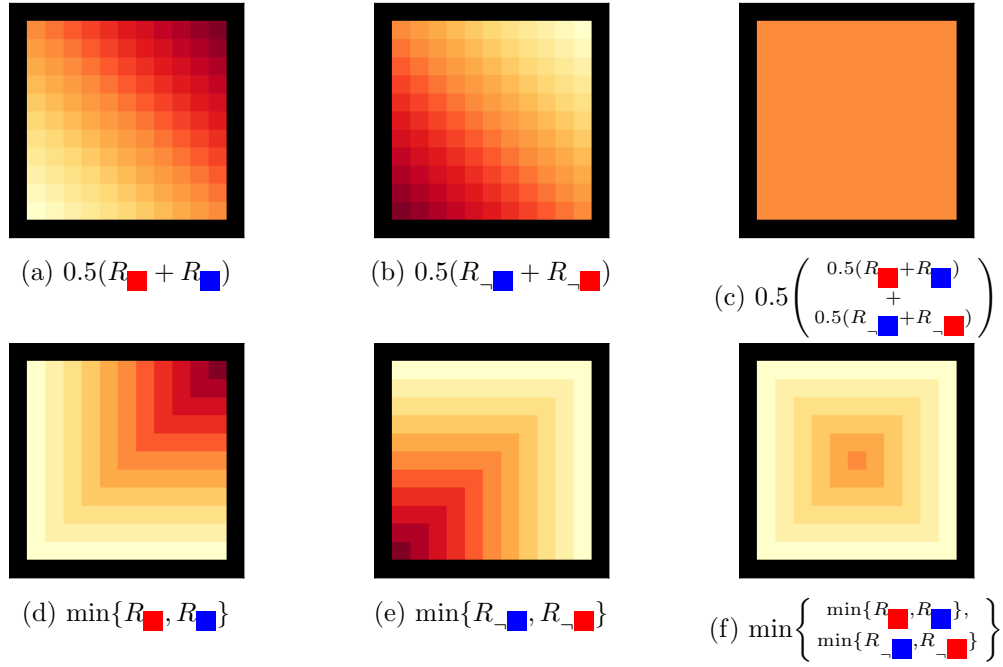 (a) 0.5(R🟥 + R🟦)
(b) 0.5(R¬🟦 + R¬🟥)
(c) 0.5( 0.5(R🟥+R🟦)
+
0.5(R¬🟦+R¬🟥) )
(d) min{R🟥, R🟦}
(e) min{R¬🟦, R¬🟥}
(f) min{ min{R🟥,R🟦},
min{R¬🟦,R¬🟥} }